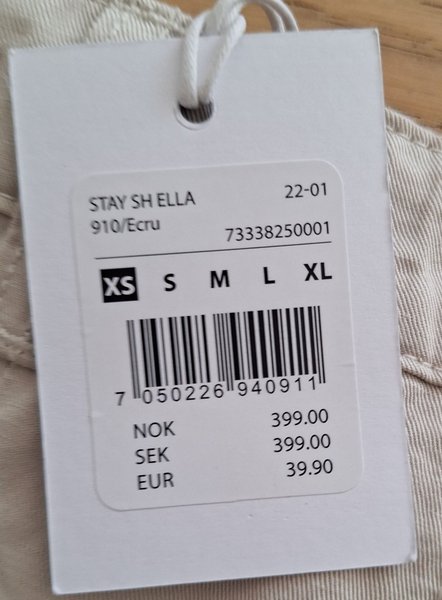 STAY SH ELLA 22-01
910/Ecru 73338250001
XS S M L XL
7 050226 940911
NOK 399.00
SEK 399.00
EUR 39.90